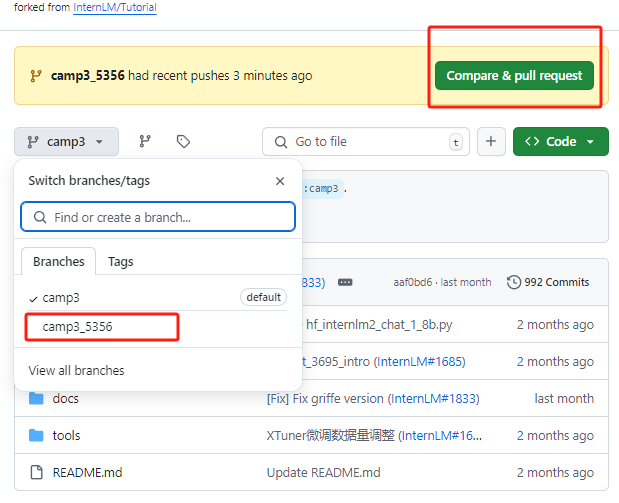 forked from InternLM/Tutorial
camp3_5356 had recent pushes 3 minutes ago
Compare & pull request
camp3
Go to file
t
Code
Switch branches/tags
:camp3 .
Find or create a branch...
Branches
Tags
833)
aaf0bd6 · last month
992 Commits
camp3
default
camp3_5356
hf_internlm2_chat_1_8b.py
2 months ago
t_3695_intro (InternLM#1685)
2 months ago
View all branches
docs
[Fix] Fix griffe version (InternLM#1833)
last month
tools
XTuner微调数据量调整 (InternLM#16...
2 months ago
README.md
Update README.md
2 months ago